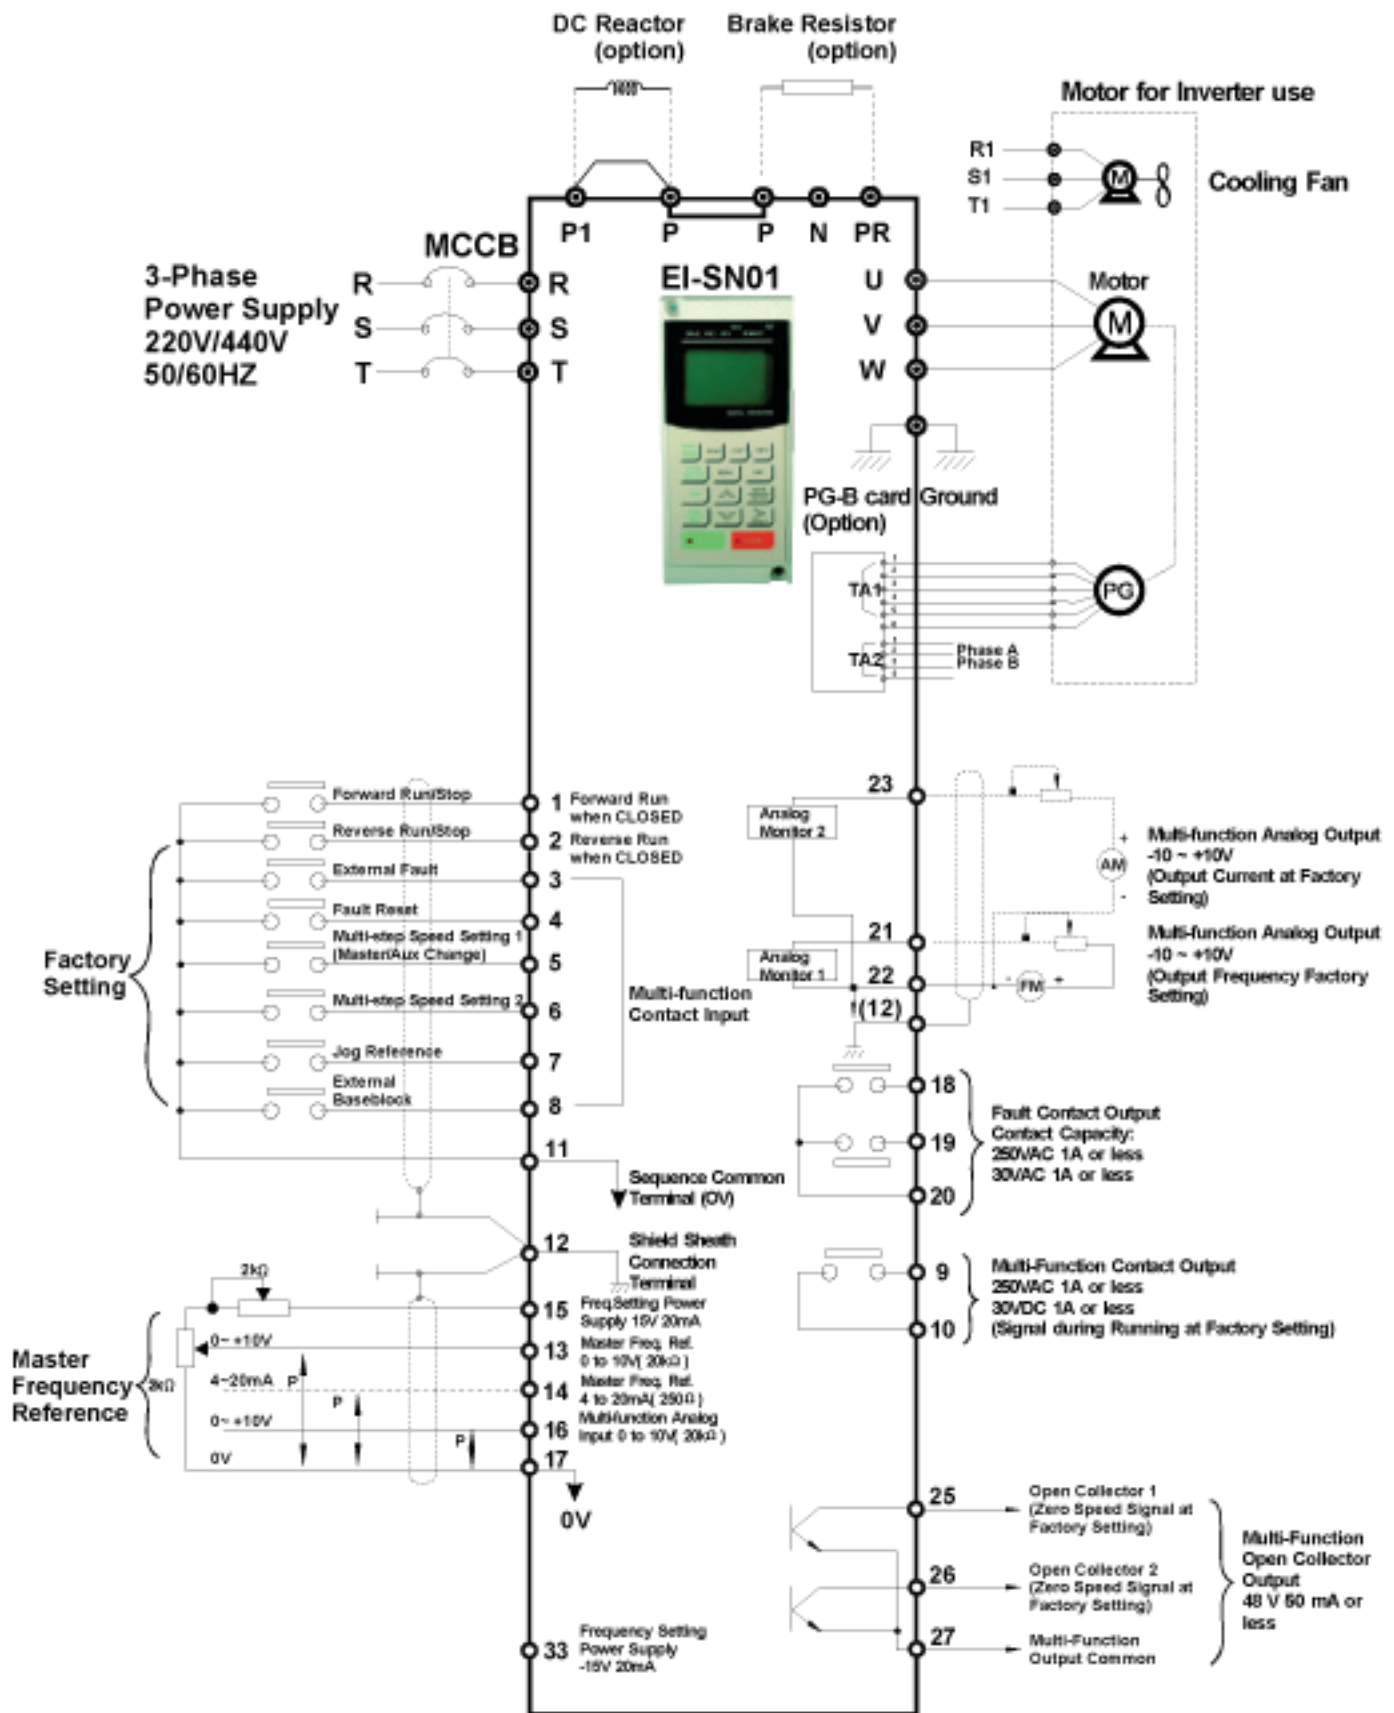 DC Reactor
(option)
Brake Resistor
(option)
Motor for Inverter use
R1
S1
T1
M
Cooling Fan
P1
P
P
N
PR
MCCB
3-Phase
Power Supply
220V/440V
50/60HZ
R
S
T
R
S
T
EI-SN01
U
V
W
Motor
M
PG-B card
(Option)
Ground
TA1
PG
TA2
Phase A
Phase B
Factory
Setting
Forward Run/Stop
1
Forward Run
when CLOSED
Reverse Run/Stop
2
Reverse Run
when CLOSED
External Fault
3
Fault Reset
4
Multi-step Speed Setting 1
(Master/Aux Change)
5
Multi-step Speed Setting 2
6
Jog Reference
7
External
Baseblock
8
Multi-function
Contact Input
11
Sequence Common
Terminal (OV)
12
Shield Sheath
Connection
Terminal
Master
Frequency
Reference
2kΩ
2kΩ
15
Freq.Setting Power
Supply 15V 20mA
0~ +10V
13
Master Freq. Ref.
0 to 10V( 20kΩ )
4~20mA
P
14
Master Freq. Ref.
4 to 20mA( 250Ω )
P
0~ +10V
16
Multi-function Analog
Input 0 to 10V( 20kΩ )
P
0V
17
0V
33
Frequency Setting
Power Supply
-15V 20mA
23
Analog
Monitor 2
+
AM
-
Multi-function Analog Output
-10 ~ +10V
(Output Current at Factory
Setting)
21
Analog
Monitor 1
22
(12)
-
FM
+
Multi-function Analog Output
-10 ~ +10V
(Output Frequency Factory
Setting)
18
19
20
Fault Contact Output
Contact Capacity:
250VAC 1A or less
30VAC 1A or less
9
10
Multi-Function Contact Output
250VAC 1A or less
30VDC 1A or less
(Signal during Running at Factory Setting)
25
Open Collector 1
(Zero Speed Signal at
Factory Setting)
26
Open Collector 2
(Zero Speed Signal at
Factory Setting)
27
Multi-Function
Output Common
Multi-Function
Open Collector
Output
48 V 50 mA or
less